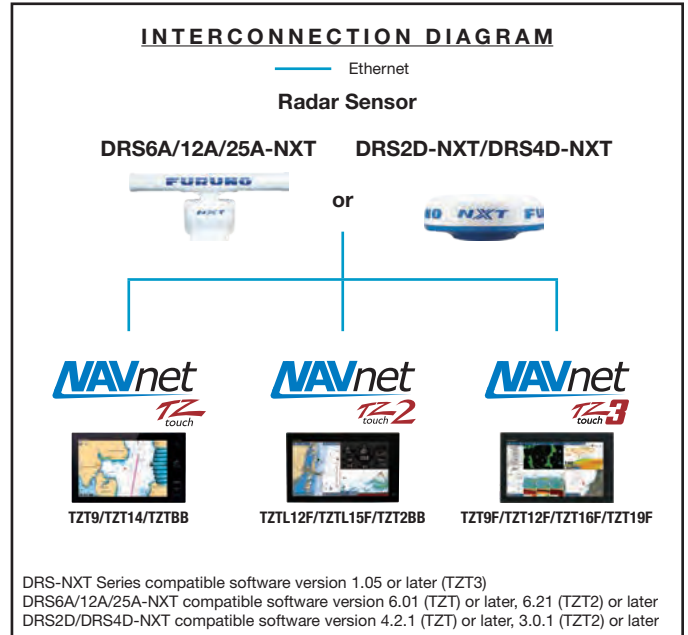 INTERCONNECTION DIAGRAM
Ethernet
Radar Sensor
DRS6A/12A/25A-NXT DRS2D-NXT/DRS4D-NXT
FURUNO
NXT
or
NXT FU
NAVnet NAVnet NAVnet
TZ touch TZ touch 2 TZ touch 3
TZT9/TZT14/TZTBB TZTL12F/TZTL15F/TZT2BB TZT9F/TZT12F/TZT16F/TZT19F
DRS-NXT Series compatible software version 1.05 or later (TZT3)
DRS6A/12A/25A-NXT compatible software version 6.01 (TZT) or later, 6.21 (TZT2) or later
DRS2D/DRS4D-NXT compatible software version 4.2.1 (TZT) or later, 3.0.1 (TZT2) or later